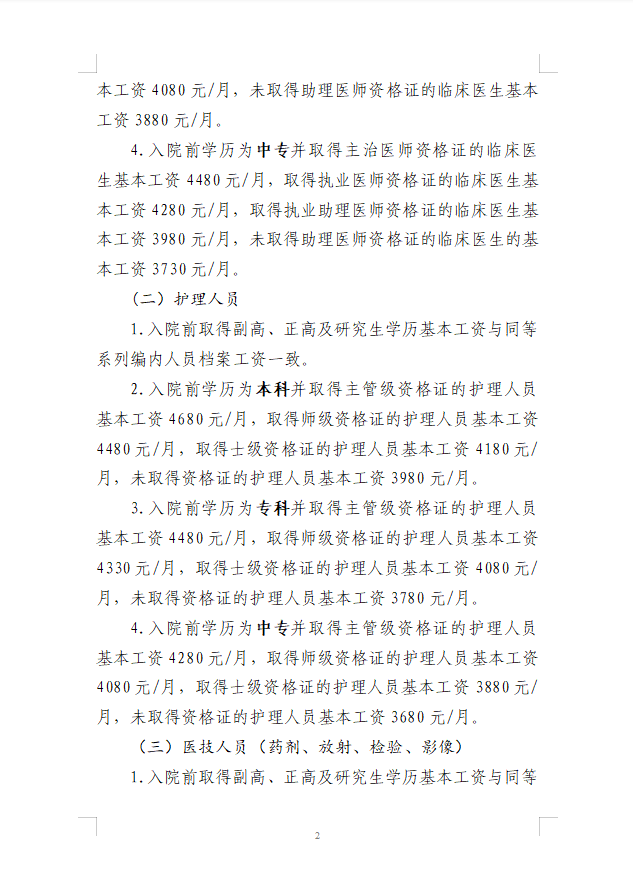 本工资 4080 元/月，未取得助理医师资格证的临床医生基本
工资 3880 元/月。
4.入院前学历为中专并取得主治医师资格证的临床医
生基本工资 4480 元/月，取得执业医师资格证的临床医生基
本工资 4280 元/月，取得执业助理医师资格证的临床医生基
本工资 3980 元/月，未取得助理医师资格证的临床医生的基
本工资 3730 元/月。
（二）护理人员
1.入院前取得副高、正高及研究生学历基本工资与同等
系列编内人员档案工资一致。
2.入院前学历为本科并取得主管级资格证的护理人员
基本工资 4680 元/月，取得师级资格证的护理人员基本工资
4480 元/月，取得士级资格证的护理人员基本工资 4180 元/
月，未取得资格证的护理人员基本工资 3980 元/月。
3.入院前学历为专科并取得主管级资格证的护理人员
基本工资 4480 元/月，取得师级资格证的护理人员基本工资
4330 元/月，取得士级资格证的护理人员基本工资 4080 元/
月，未取得资格证的护理人员基本工资 3780 元/月。
4.入院前学历为中专并取得主管级资格证的护理人员
基本工资 4280 元/月，取得师级资格证的护理人员基本工资
4080 元/月，取得士级资格证的护理人员基本工资 3880 元/
月，未取得资格证的护理人员基本工资 3680 元/月。
（三）医技人员（药剂、放射、检验、影像）
1.入院前取得副高、正高及研究生学历基本工资与同等
2